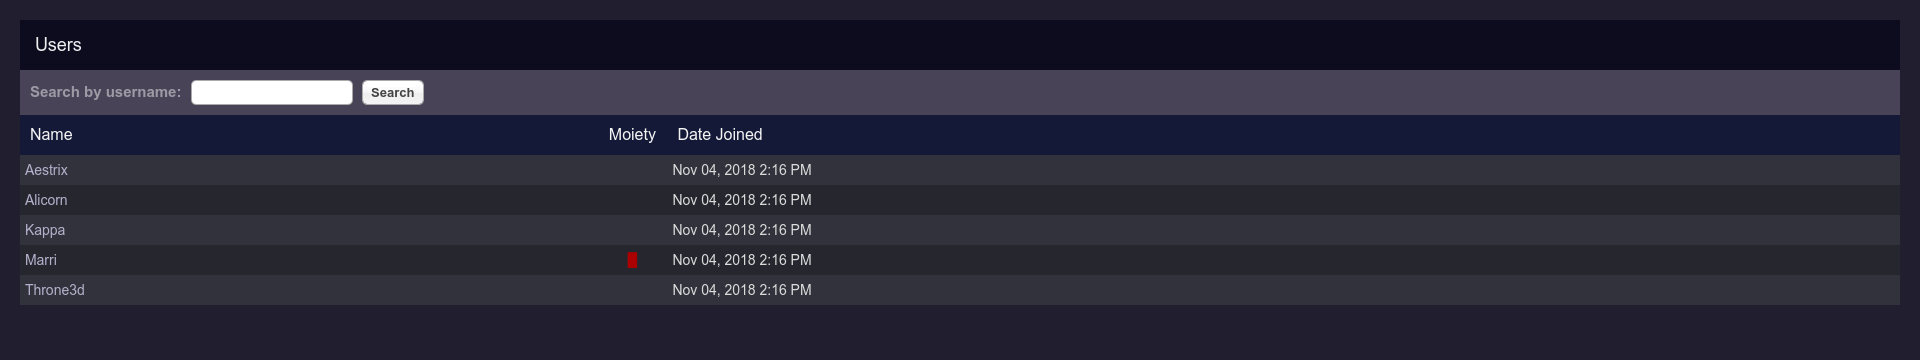 Users
Search by username: Search
Name Moiety Date Joined
Aestrix Nov 04, 2018 2:16 PM
Alicorn Nov 04, 2018 2:16 PM
Kappa Nov 04, 2018 2:16 PM
Marri Nov 04, 2018 2:16 PM
Throne3d Nov 04, 2018 2:16 PM